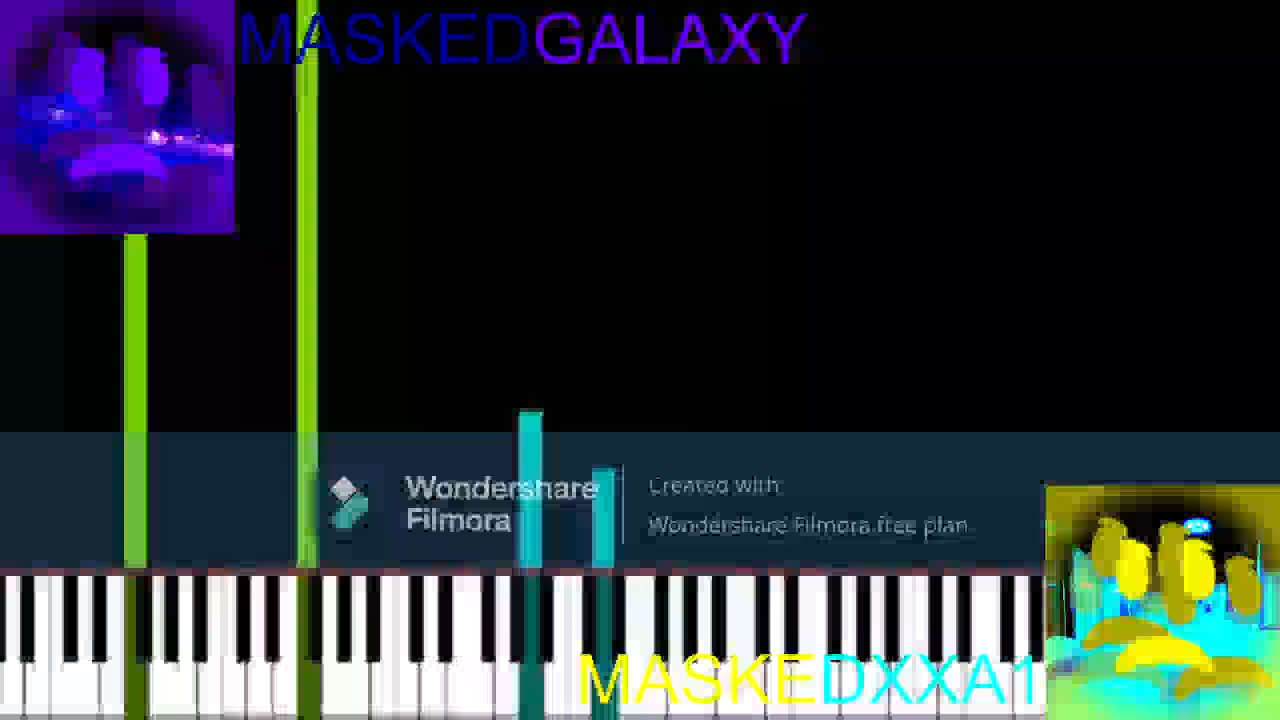 MASKEDGALAXY
Wondershare
Filmora
Created with
Wondershare Filmora free plan
MASKEDXXA1